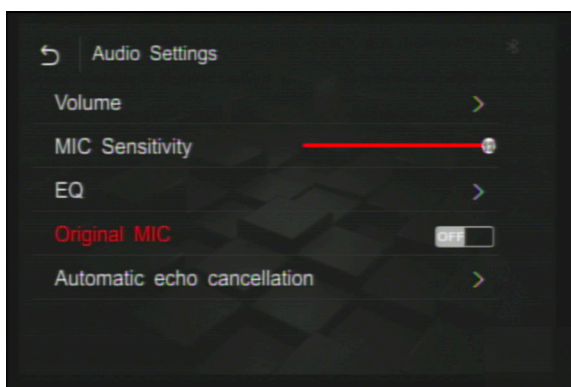 Audio Settings
Volume
MIC Sensitivity
EQ
Original MIC
OFF
Automatic echo cancellation